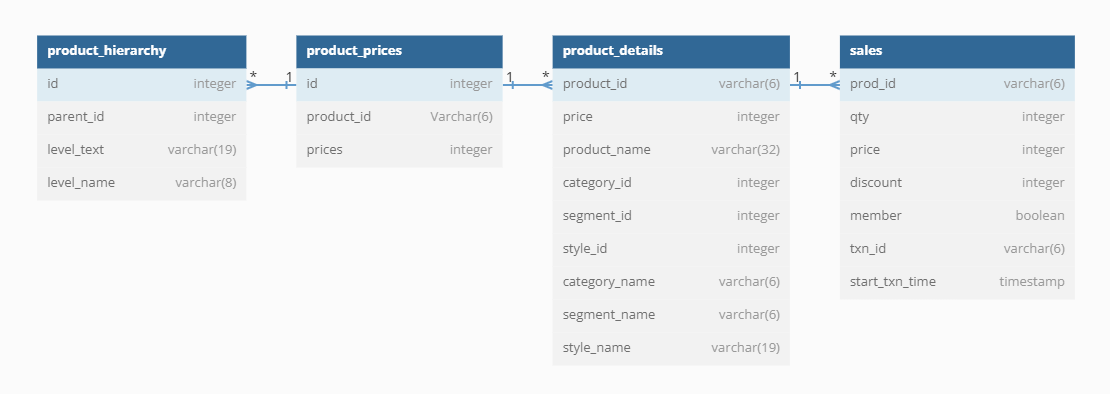 product_hierarchy
id integer
parent_id integer
level_text varchar(19)
level_name varchar(8)
* 1
product_prices
id integer
product_id Varchar(6)
prices integer
1 *
product_details
product_id varchar(6)
price integer
product_name varchar(32)
category_id integer
segment_id integer
style_id integer
category_name varchar(6)
segment_name varchar(6)
style_name varchar(19)
1 *
sales
prod_id varchar(6)
qty integer
price integer
discount integer
member boolean
txn_id varchar(6)
start_txn_time timestamp